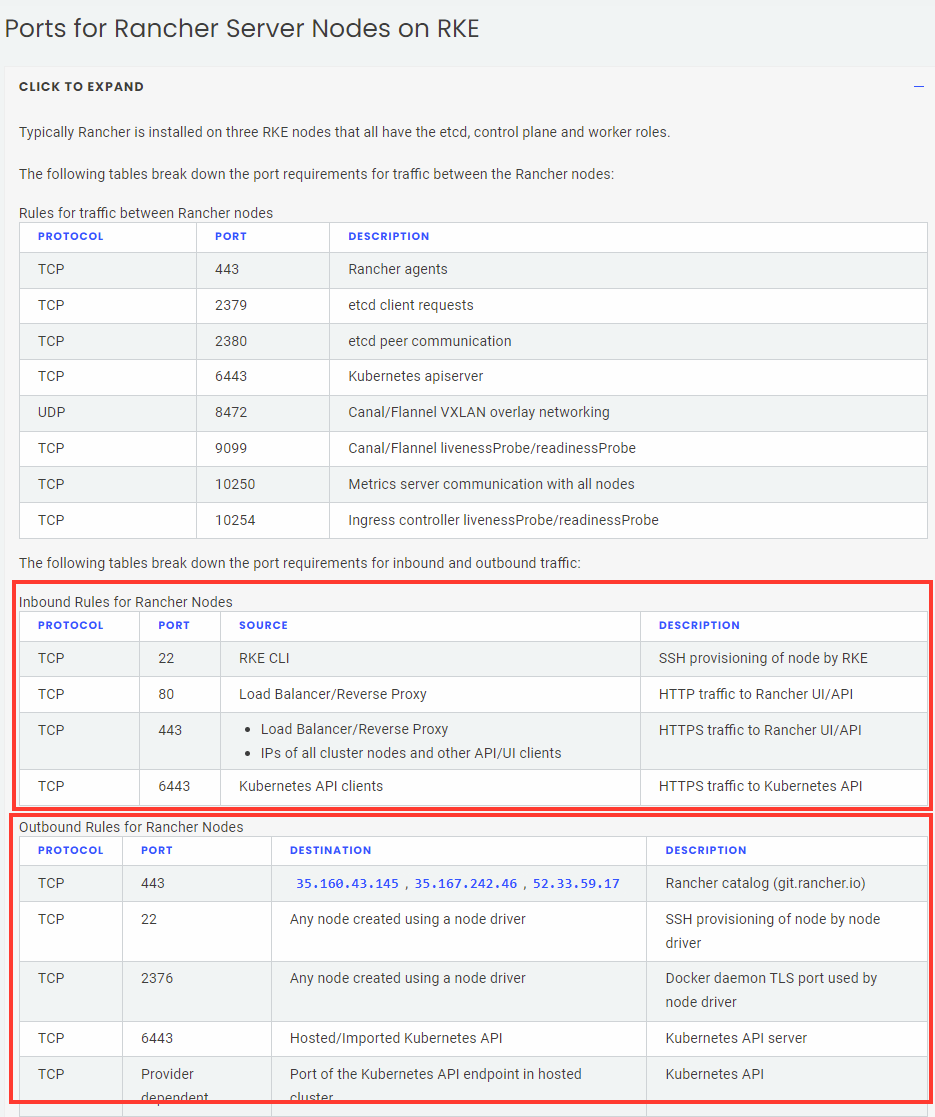 Ports for Rancher Server Nodes on RKE
CLICK TO EXPAND
Typically Rancher is installed on three RKE nodes that all have the etcd, control plane and worker roles.
The following tables break down the port requirements for traffic between the Rancher nodes:
Rules for traffic between Rancher nodes
PROTOCOL PORT DESCRIPTION
TCP 443 Rancher agents
TCP 2379 etcd client requests
TCP 2380 etcd peer communication
TCP 6443 Kubernetes apiserver
UDP 8472 Canal/Flannel VXLAN overlay networking
TCP 9099 Canal/Flannel livenessProbe/readinessProbe
TCP 10250 Metrics server communication with all nodes
TCP 10254 Ingress controller livenessProbe/readinessProbe
The following tables break down the port requirements for inbound and outbound traffic:
Inbound Rules for Rancher Nodes
PROTOCOL PORT SOURCE DESCRIPTION
TCP 22 RKE CLI SSH provisioning of node by RKE
TCP 80 Load Balancer/Reverse Proxy HTTP traffic to Rancher UI/API
TCP 443 • Load Balancer/Reverse Proxy HTTPS traffic to Rancher UI/API
• IPs of all cluster nodes and other API/UI clients
TCP 6443 Kubernetes API clients HTTPS traffic to Kubernetes API
Outbound Rules for Rancher Nodes
PROTOCOL PORT DESTINATION DESCRIPTION
TCP 443 35.160.43.145 , 35.167.242.46 , 52.33.59.17 Rancher catalog (git.rancher.io)
TCP 22 Any node created using a node driver SSH provisioning of node by node
driver
TCP 2376 Any node created using a node driver Docker daemon TLS port used by
node driver
TCP 6443 Hosted/Imported Kubernetes API Kubernetes API server
TCP Provider Port of the Kubernetes API endpoint in hosted Kubernetes API
dependent cluster